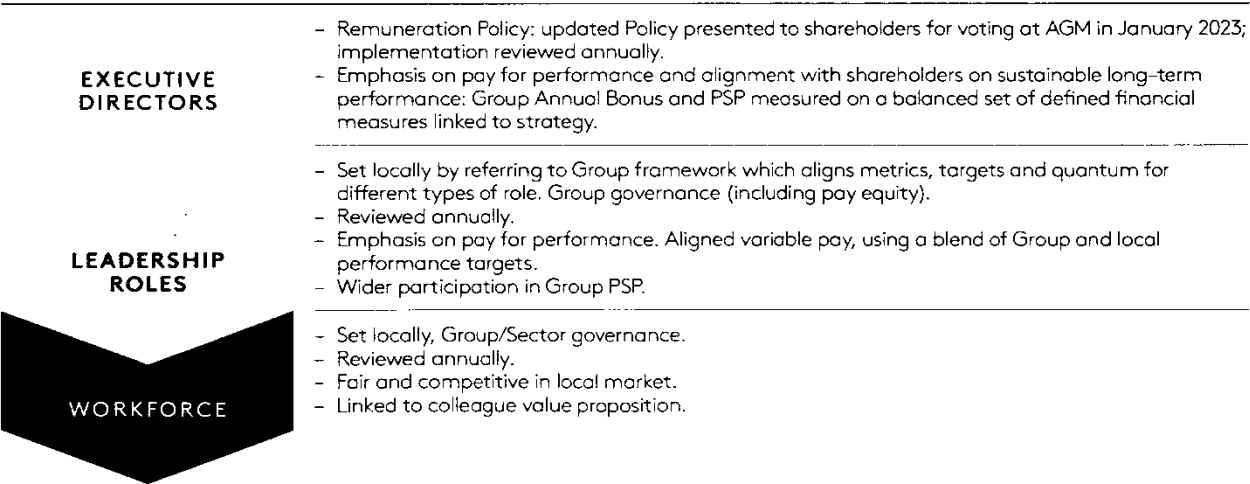 EXECUTIVE
DIRECTORS
– Remuneration Policy: updated Policy presented to shareholders for voting at AGM in January 2023;
implementation reviewed annually.
– Emphasis on pay for performance and alignment with shareholders on sustainable long-term
performance: Group Annual Bonus and PSP measured on a balanced set of defined financial
measures linked to strategy.
LEADERSHIP
ROLES
– Set locally by referring to Group framework which aligns metrics, targets and quantum for
different types of role. Group governance (including pay equity).
– Reviewed annually.
– Emphasis on pay for performance. Aligned variable pay, using a blend of Group and local
performance targets.
– Wider participation in Group PSP.
WORKFORCE
– Set locally, Group/Sector governance.
– Reviewed annually.
– Fair and competitive in local market.
– Linked to colleague value proposition.